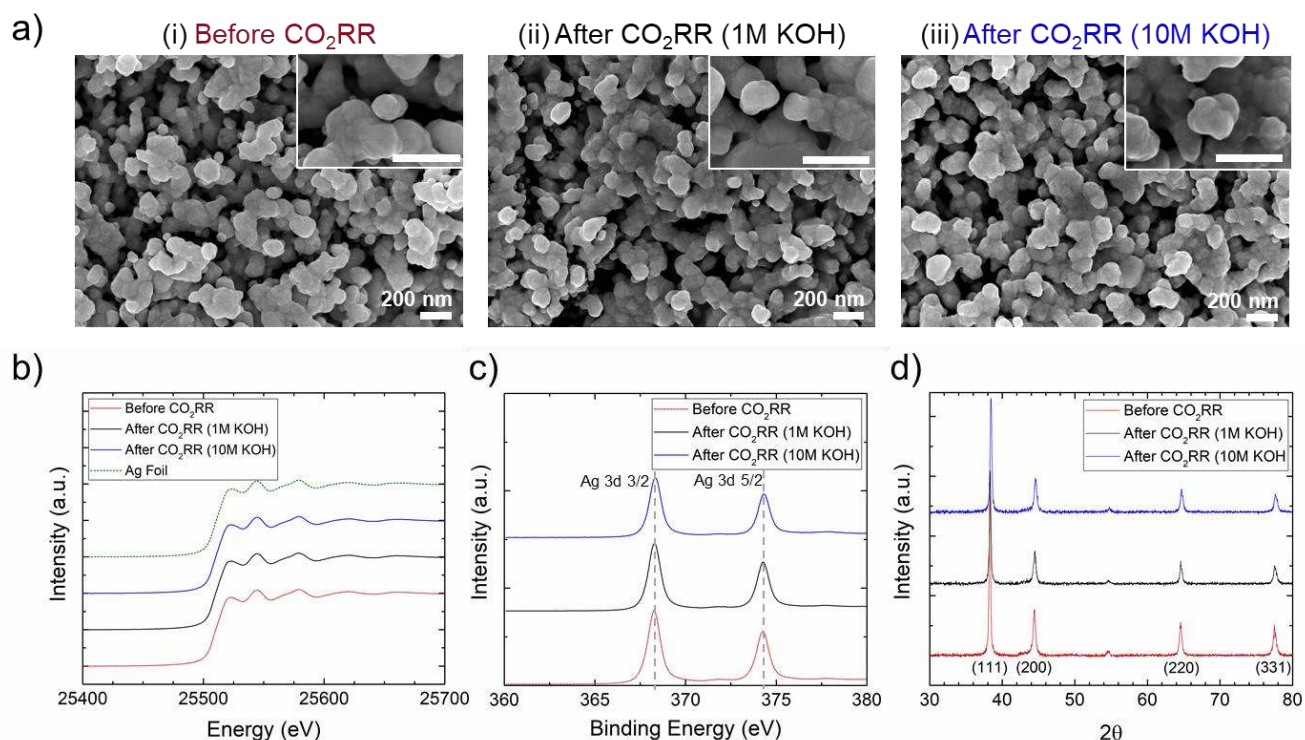 a)
(i) Before CO₂RR
(ii) After CO₂RR (1M KOH)
(iii) After CO₂RR (10M KOH)
200 nm
200 nm
200 nm
b)
Before CO₂RR
After CO₂RR (1M KOH)
After CO₂RR (10M KOH)
Ag Foil
Intensity (a.u.)
25400 25500 25600 25700
Energy (eV)
c)
Before CO₂RR
After CO₂RR (1M KOH)
After CO₂RR (10M KOH)
Ag 3d 3/2 Ag 3d 5/2
Intensity (a.u.)
360 365 370 375 380
Binding Energy (eV)
d)
Before CO₂RR
After CO₂RR (1M KOH)
After CO₂RR (10M KOH
Intensity (a.u.)
(111) (200) (220) (331)
30 40 50 60 70 80
2θ